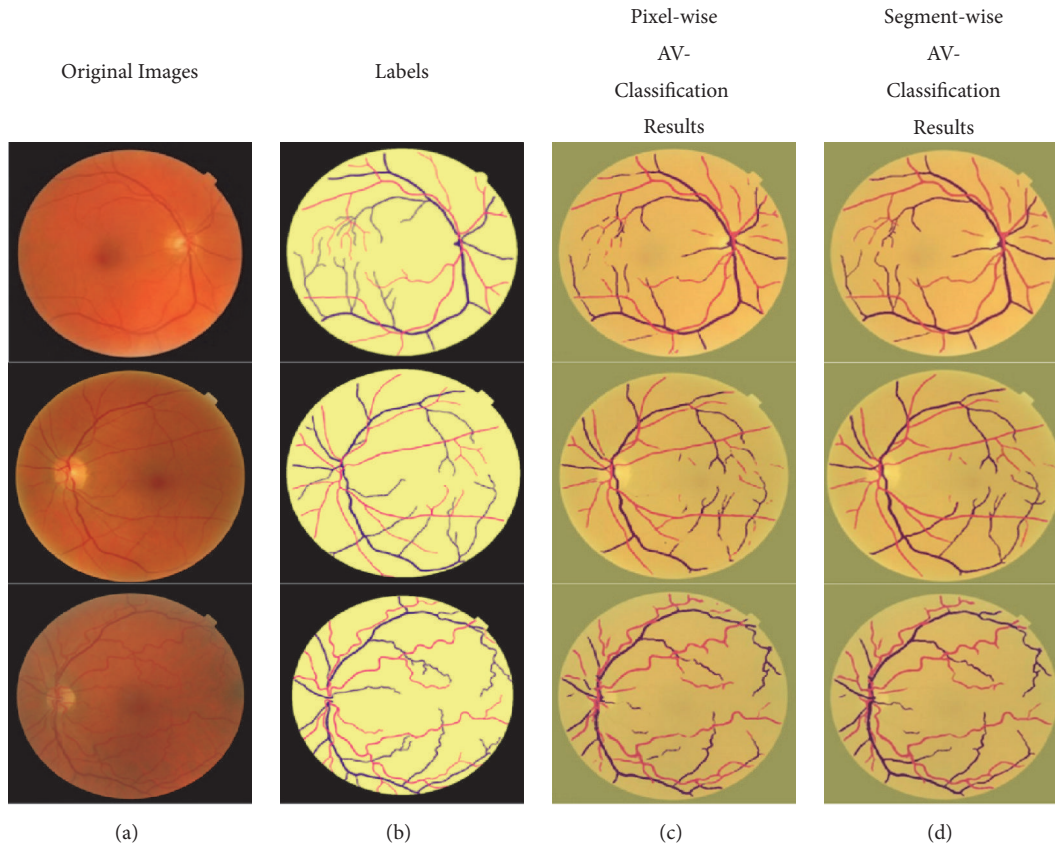 Original Images
Labels
Pixel-wise
AV-
Classification
Results
Segment-wise
AV-
Classification
Results
(a)
(b)
(c)
(d)